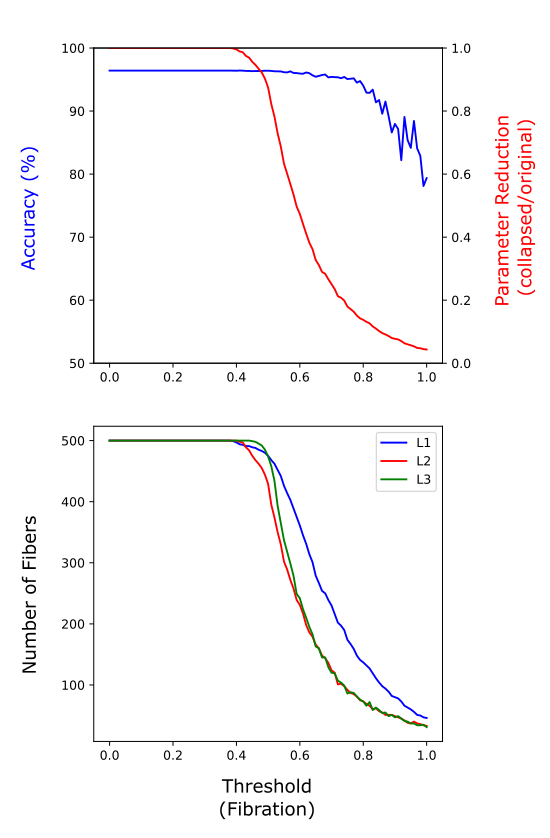 100
90
80
70
60
50
Accuracy (%)
1.0
0.8
0.6
0.4
0.2
0.0
Parameter Reduction
(collapsed/original)
0.0 0.2 0.4 0.6 0.8 1.0
500
400
300
200
100
Number of Fibers
L1
L2
L3
0.0 0.2 0.4 0.6 0.8 1.0
Threshold
(Fibration)